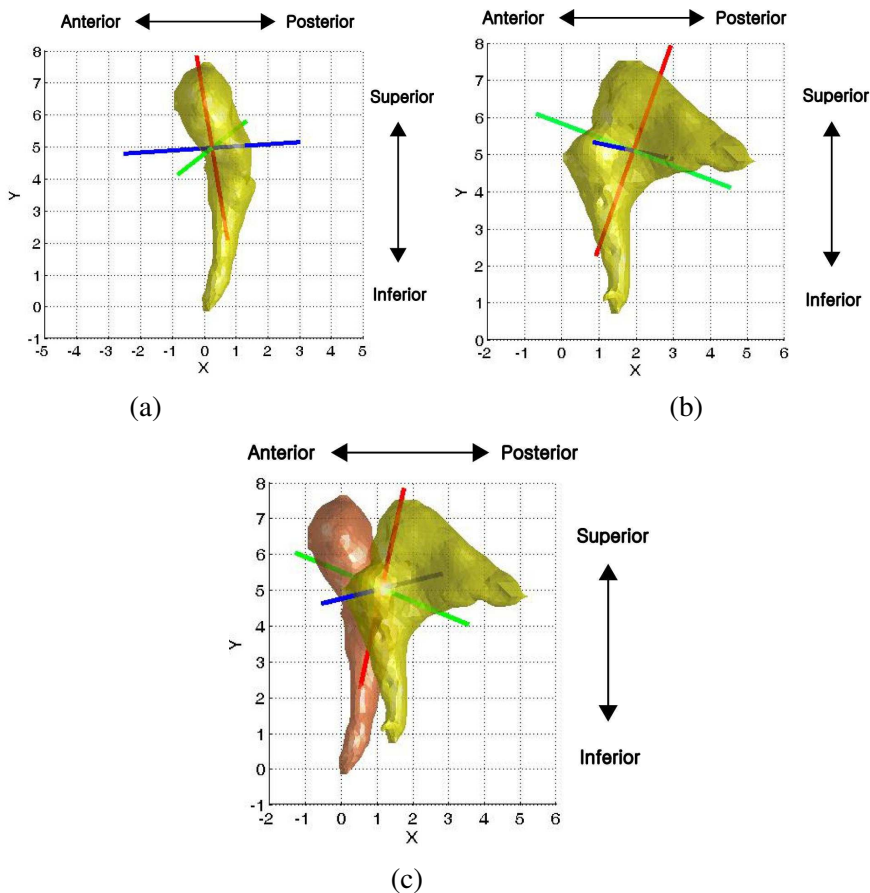 Anterior Posterior
8
7
6
5
4
3
2
1
0
-1
Y
-5 -4 -3 -2 -1 0 1 2 3 4 5
X
Superior
Inferior
(a)
Anterior Posterior
8
7
6
5
4
3
2
1
0
Y
-2 -1 0 1 2 3 4 5 6
X
Superior
Inferior
(b)
Anterior Posterior
8
7
6
5
4
3
2
1
0
-1
Y
-2 -1 0 1 2 3 4 5 6
X
Superior
Inferior
(c)